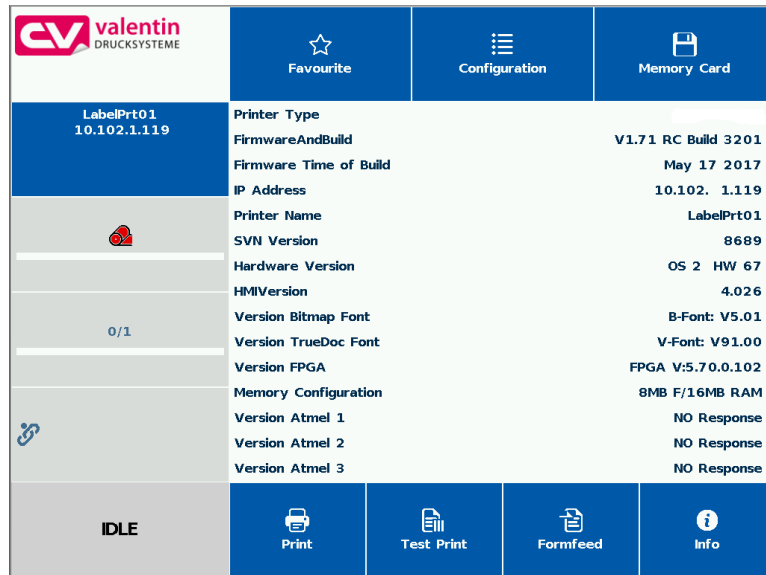 valentin
DRUCKSYSTEME
Favourite
Configuration
Memory Card
LabelPrt01
10.102.1.119
Printer Type
FirmwareAndBuild V1.71 RC Build 3201
Firmware Time of Build May 17 2017
IP Address 10.102. 1.119
Printer Name LabelPrt01
SVN Version 8689
Hardware Version OS 2 HW 67
HMIVersion 4.026
Version Bitmap Font B-Font: V5.01
Version TrueDoc Font V-Font: V91.00
Version FPGA FPGA V:5.70.0.102
Memory Configuration 8MB F/16MB RAM
Version Atmel 1 NO Response
Version Atmel 2 NO Response
Version Atmel 3 NO Response
0/1
IDLE
Print
Test Print
Formfeed
Info